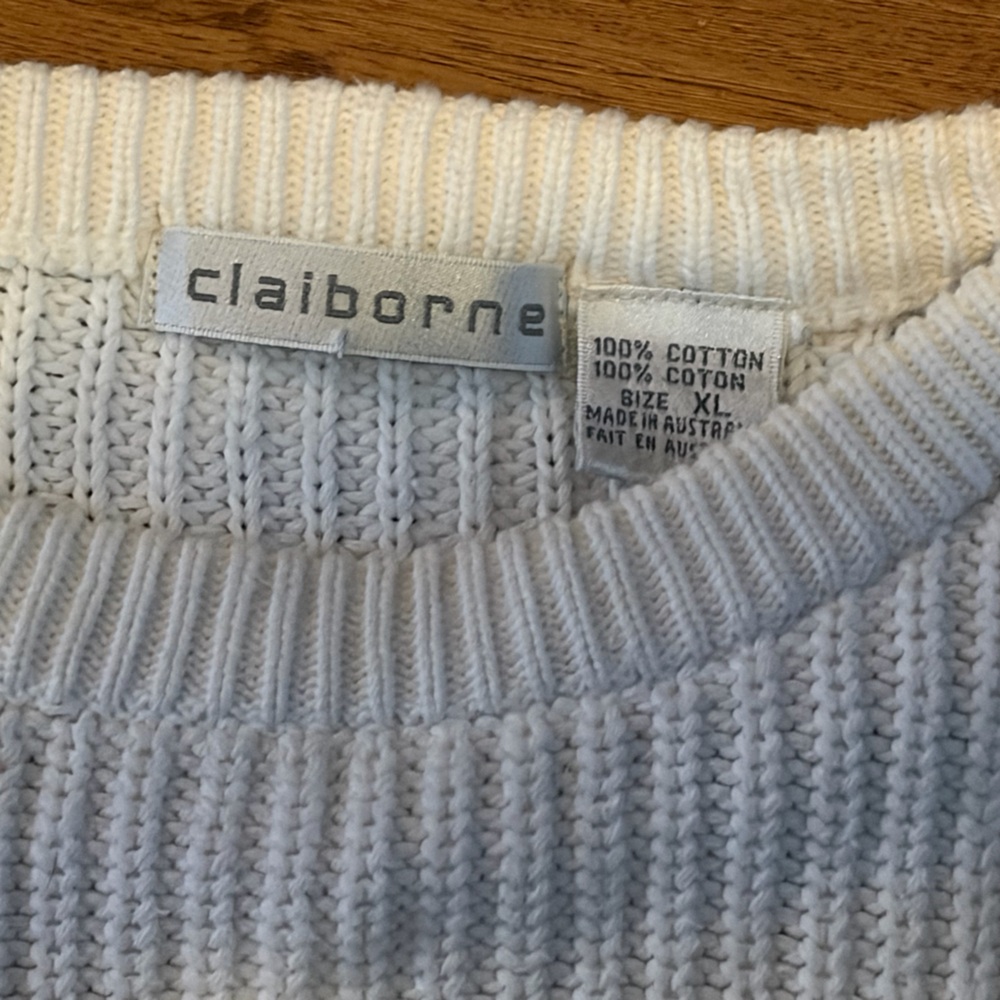 claiborne
100% COTTON
100% COTON
SIZE XL
MADE IN
FAIT EN